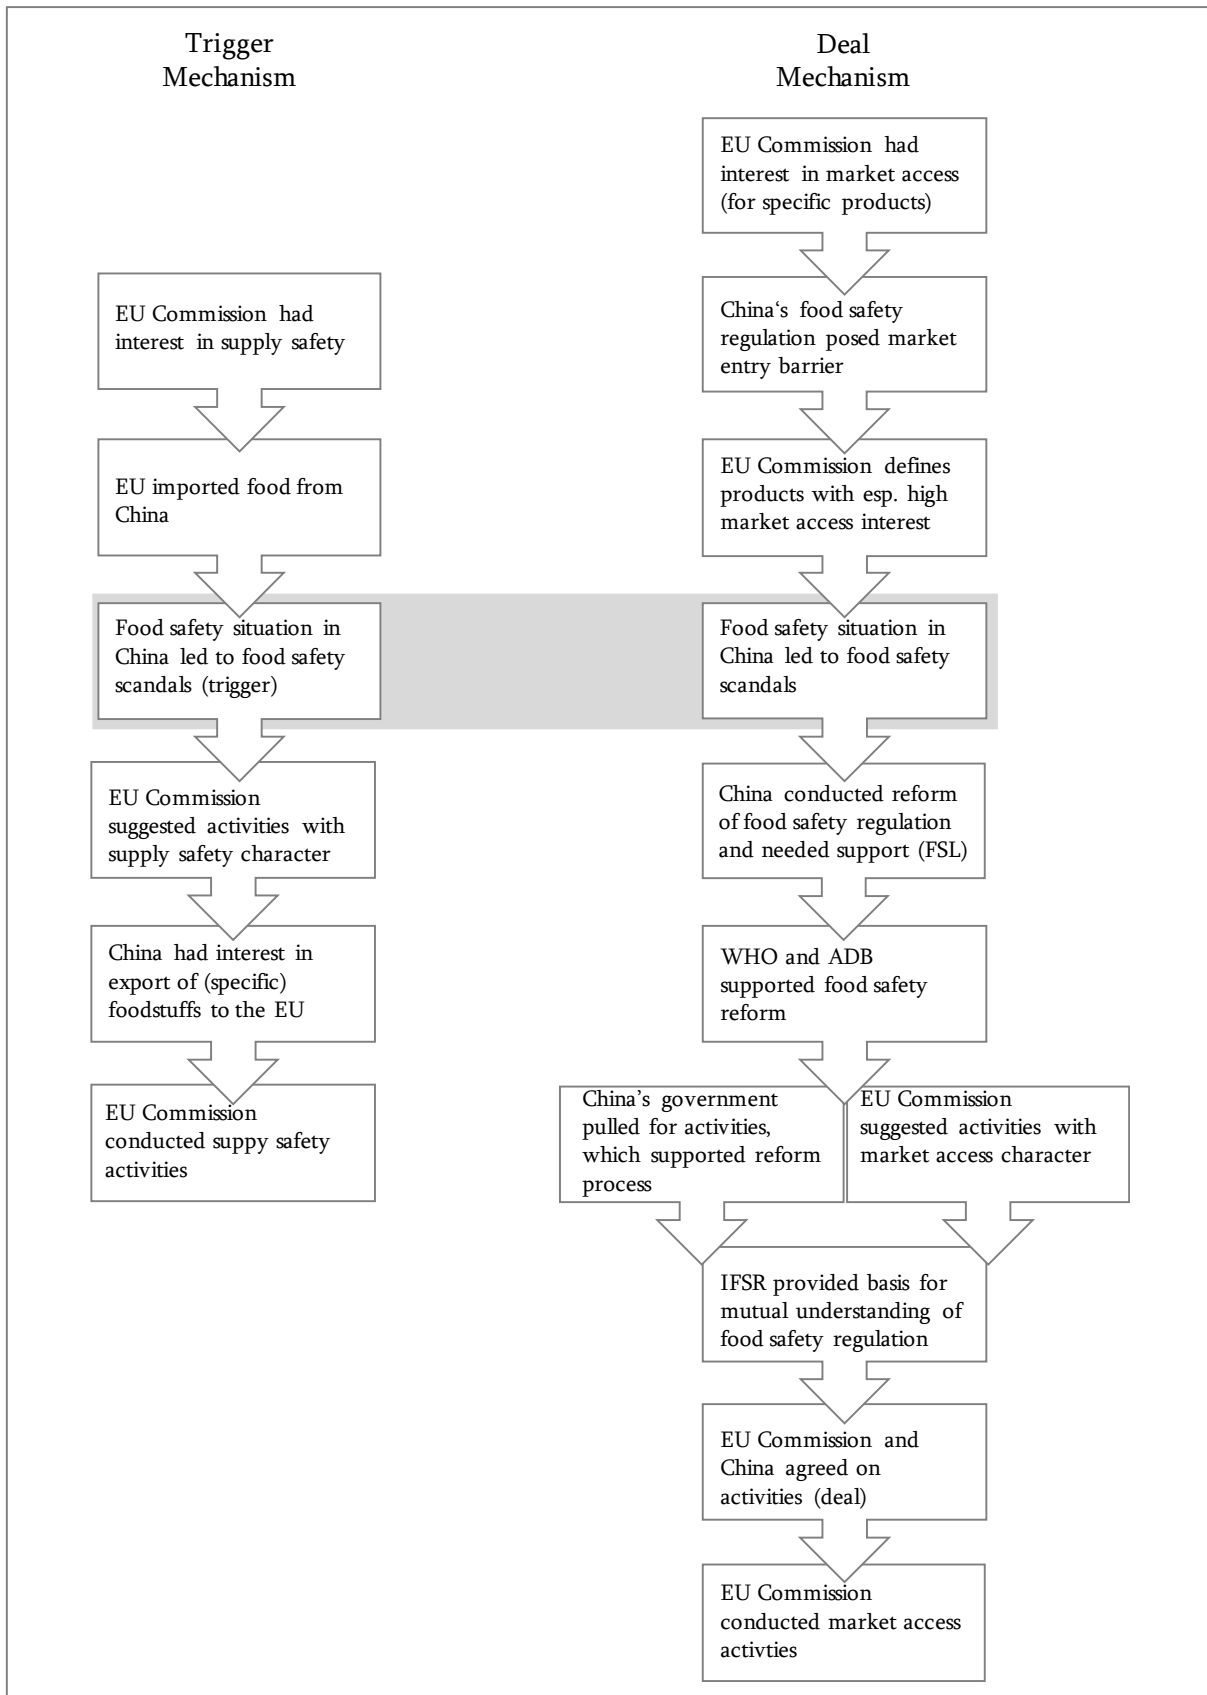 Trigger
Mechanism
EU Commission had
interest in supply safety
EU imported food from
China
Food safety situation in
China led to food safety
scandals (trigger)
EU Commission
suggested activities with
supply safety character
China had interest in
export of (specific)
foodstuffs to the EU
EU Commission
conducted suppy safety
activities
Deal
Mechanism
EU Commission had
interest in market access
(for specific products)
China‘s food safety
regulation posed market
entry barrier
EU Commission defines
products with esp. high
market access interest
Food safety situation in
China led to food safety
scandals
China conducted reform
of food safety regulation
and needed support (FSL)
WHO and ADB
supported food safety
reform
China’s government
pulled for activities,
which supported reform
process
EU Commission
suggested activities with
market access character
IFSR provided basis for
mutual understanding of
food safety regulation
EU Commission and
China agreed on
activities (deal)
EU Commission
conducted market access
activties